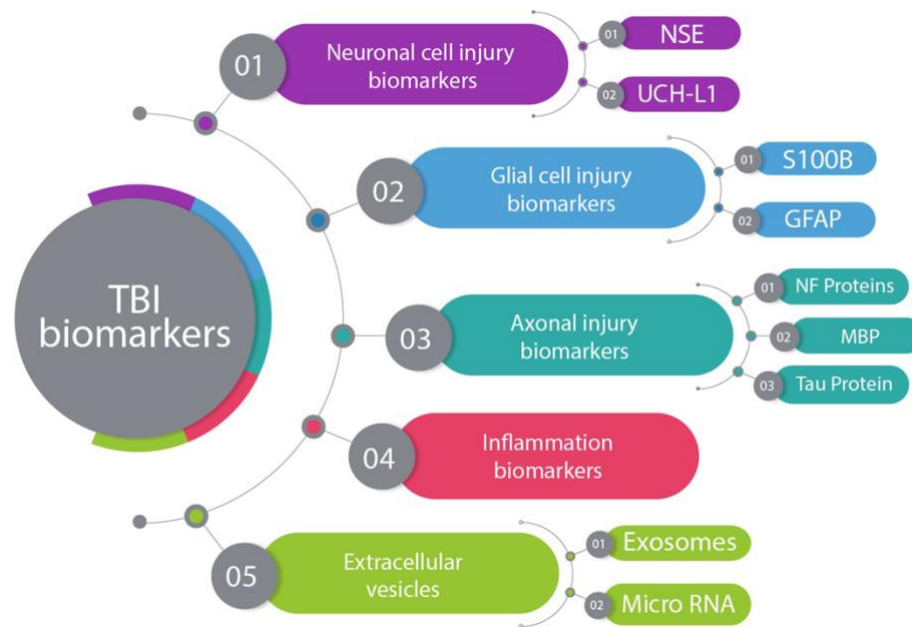 TBI
biomarkers
01
Neuronal cell injury
biomarkers
01
NSE
02
UCH-L1
02
Glial cell injury
biomarkers
01
S100B
02
GFAP
03
Axonal injury
biomarkers
01
NF Proteins
02
MBP
03
Tau Protein
04
Inflammation
biomarkers
05
Extracellular
vesicles
01
Exosomes
02
Micro RNA